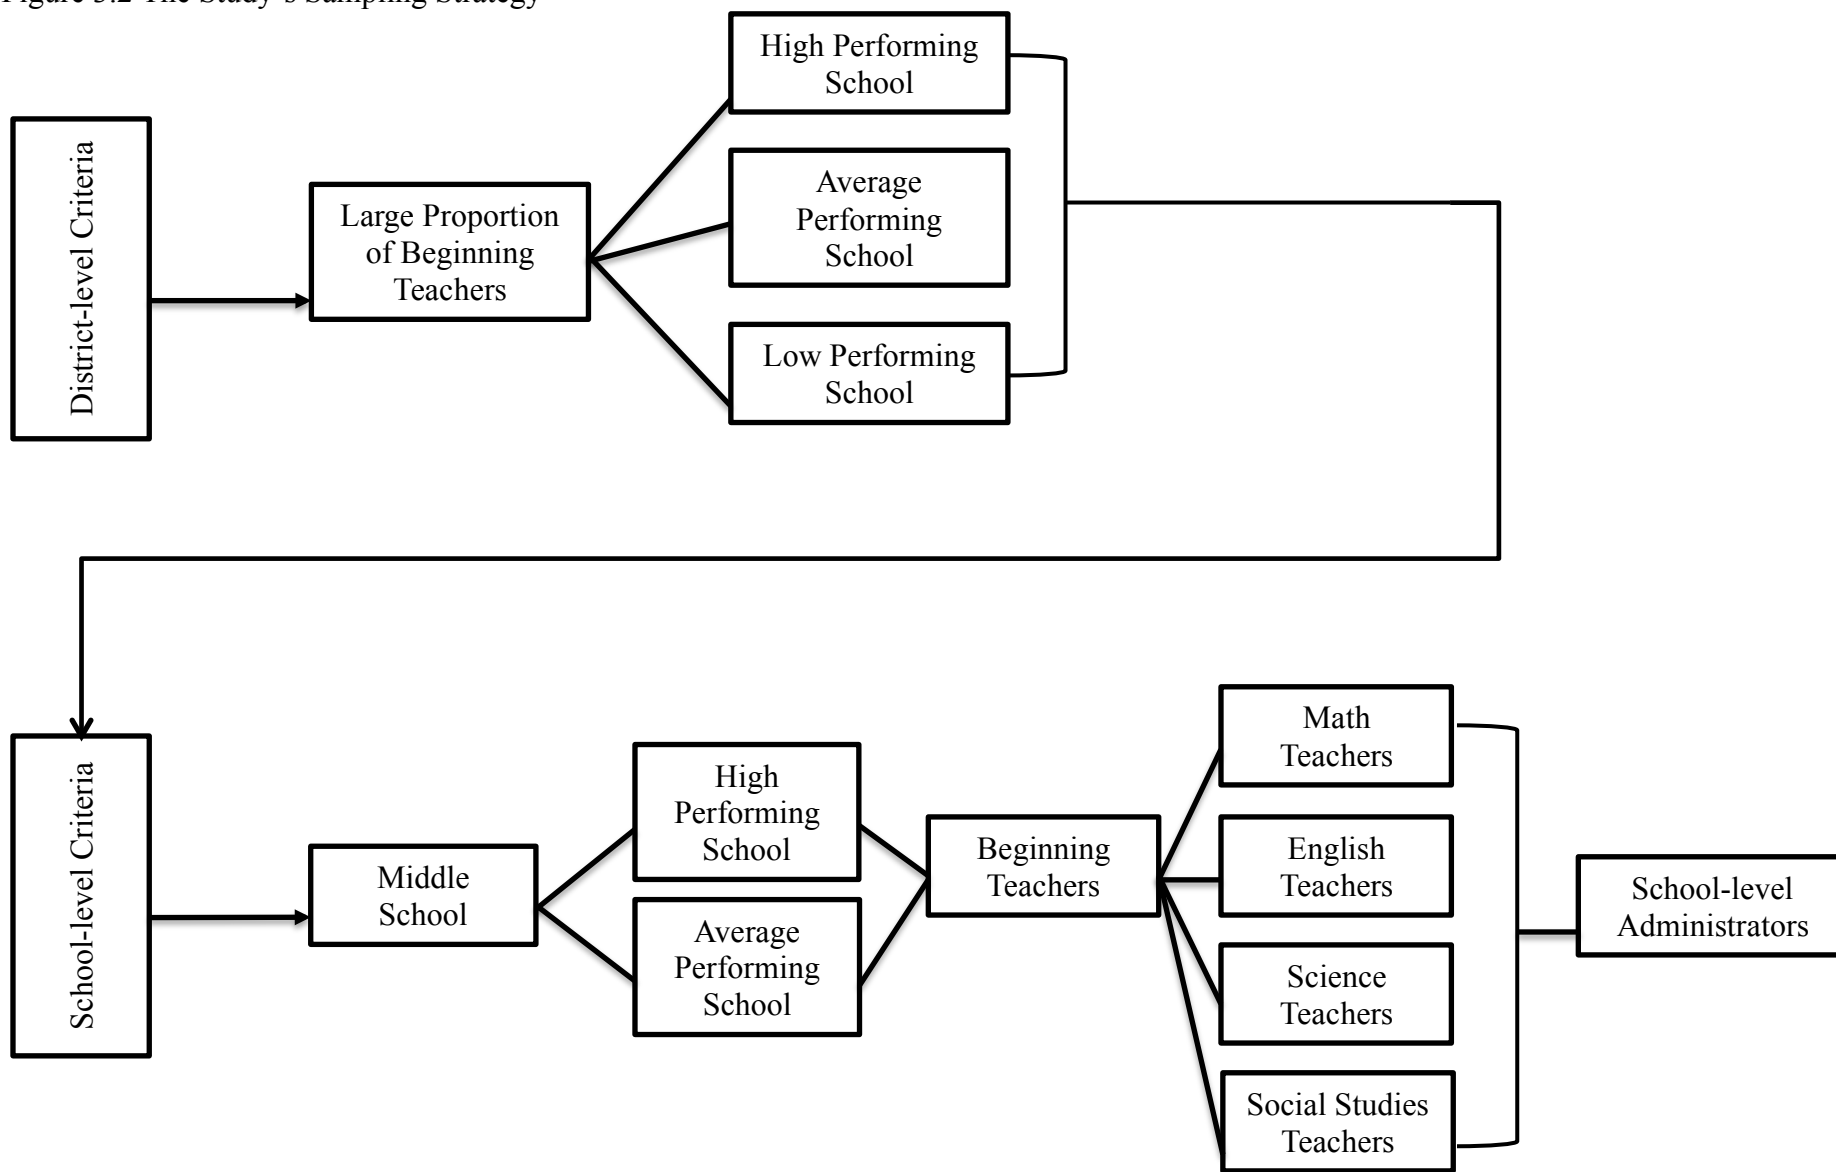 Figure 3.2 The Study's Sampling Strategy
High Performing
School
District-level Criteria
Large Proportion
of Beginning
Teachers
Average
Performing
School
Low Performing
School
School-level Criteria
Middle
School
High
Performing
School
Average
Performing
School
Beginning
Teachers
Math
Teachers
English
Teachers
Science
Teachers
Social Studies
Teachers
School-level
Administrators